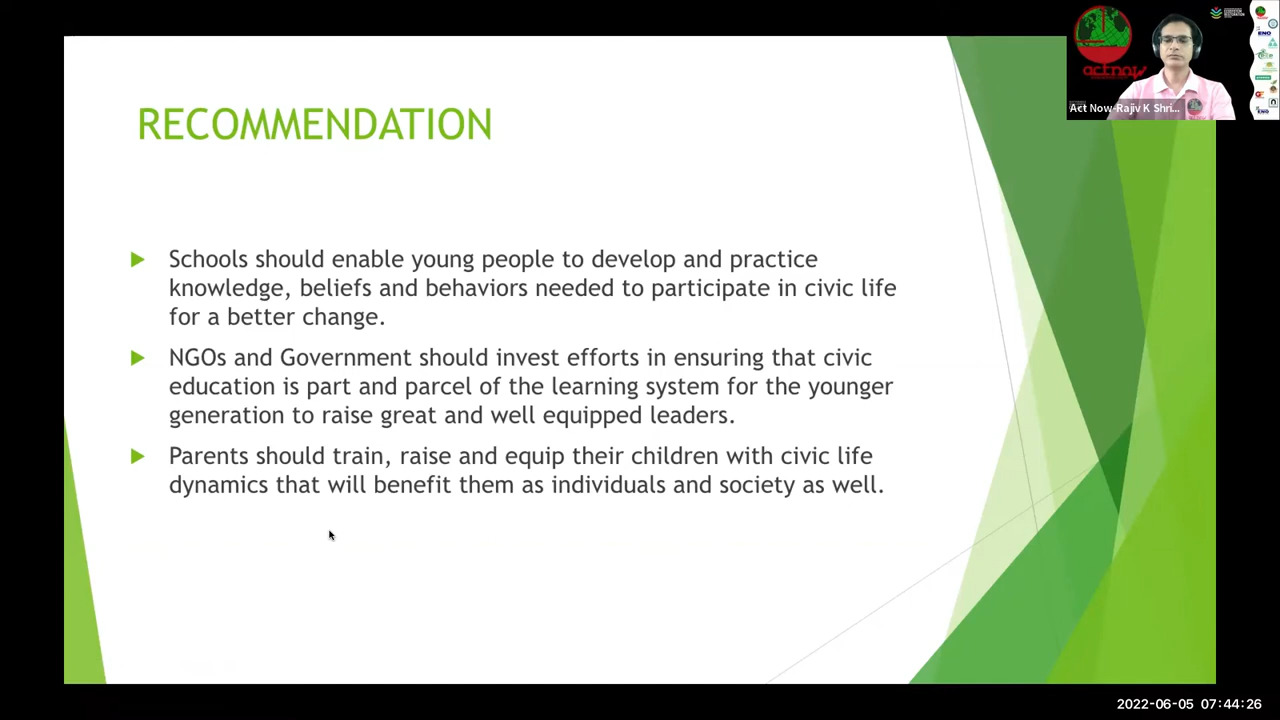 RECOMMENDATION
Schools should enable young people to develop and practice
knowledge, beliefs and behaviors needed to participate in civic life
for a better change.
NGOs and Government should invest efforts in ensuring that civic
education is part and parcel of the learning system for the younger
generation to raise great and well equipped leaders.
Parents should train, raise and equip their children with civic life
dynamics that will benefit them as individuals and society as well.
actnow
ENO
Act Now-Rajiv K Shri...
ENO
2022-06-05 07:44:26